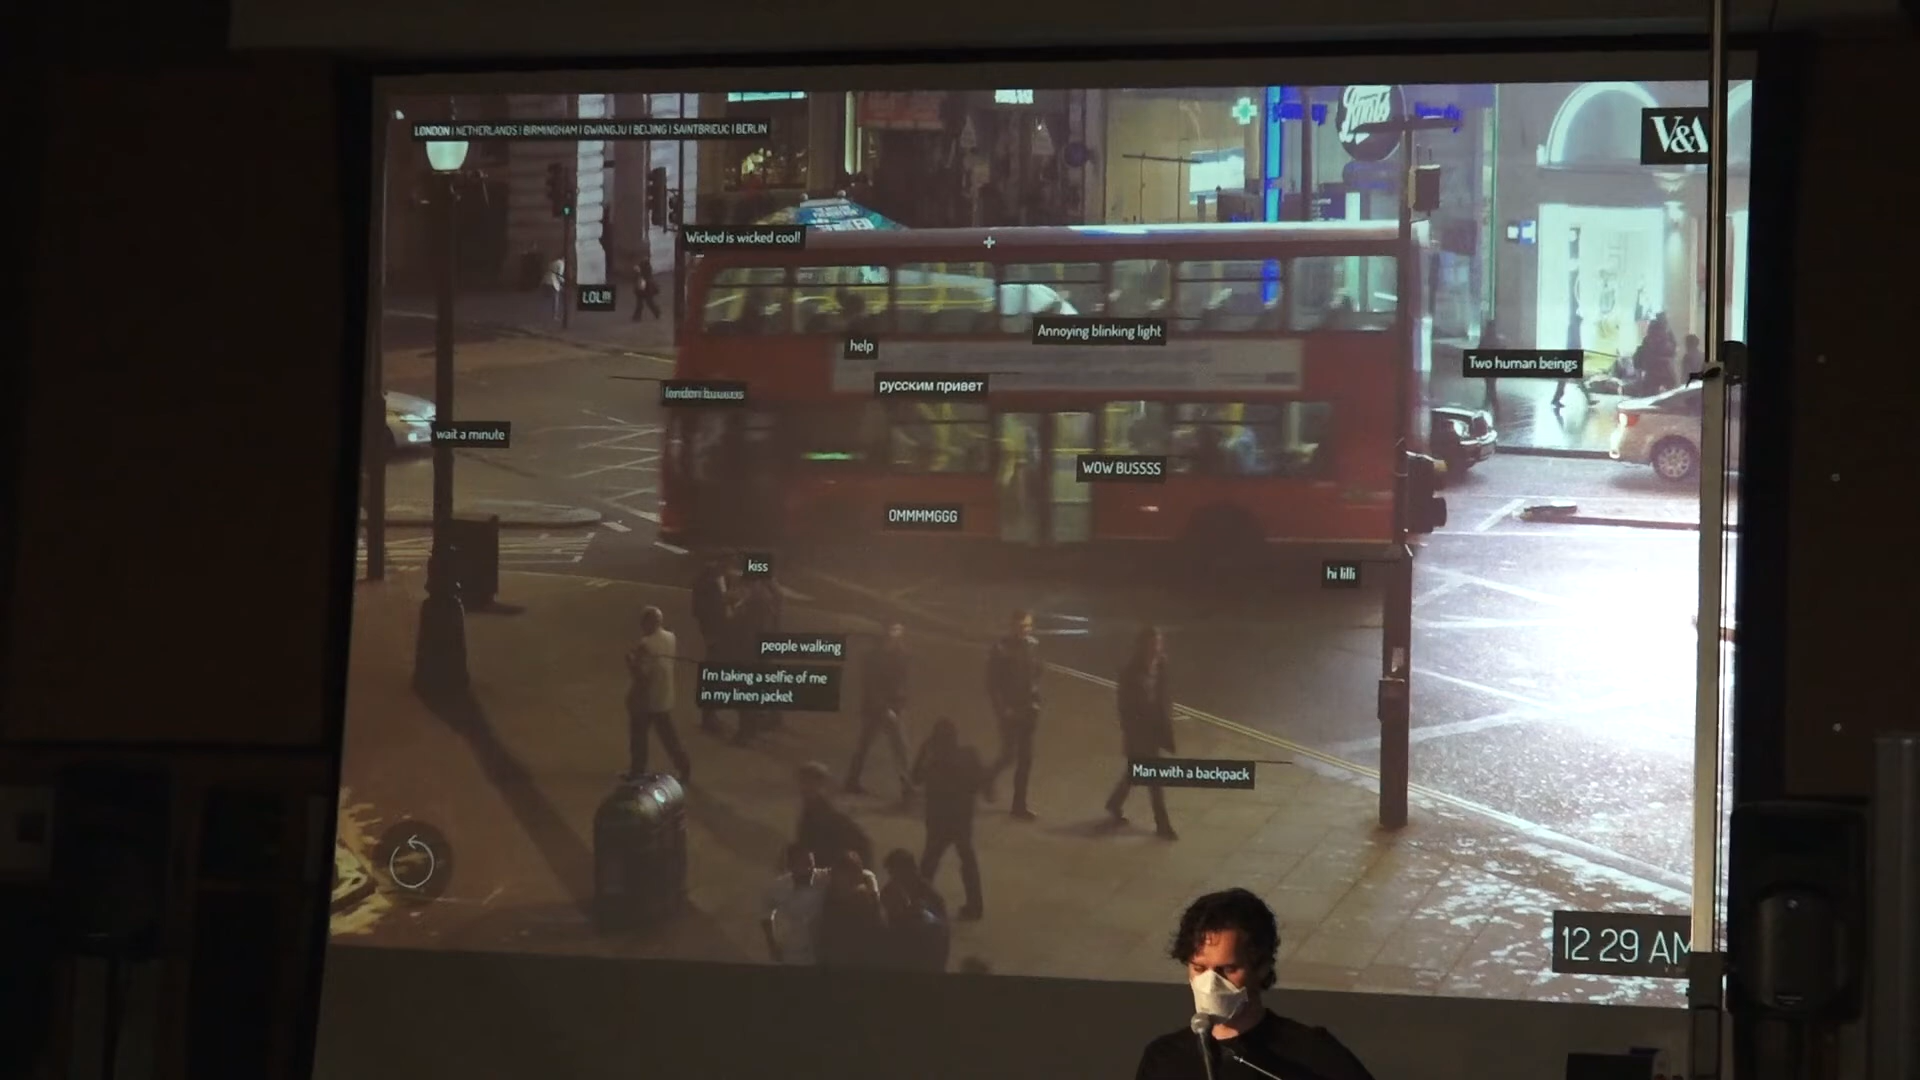 LONDON | NETHERLANDS | BIRMINGHAM | GWANGJU | BEIJING | SAINTBRIEUC | BERLIN
Boots
V&A
Wicked is wicked cool!
LOL!!!
Annoying blinking light
help
Two human beings
русским привет
wait a minute
WOW BUSSSS
OMMMMGGG
kiss
hi lilli
people walking
I'm taking a selfie of me
in my linen jacket
Man with a backpack
12 29 AM